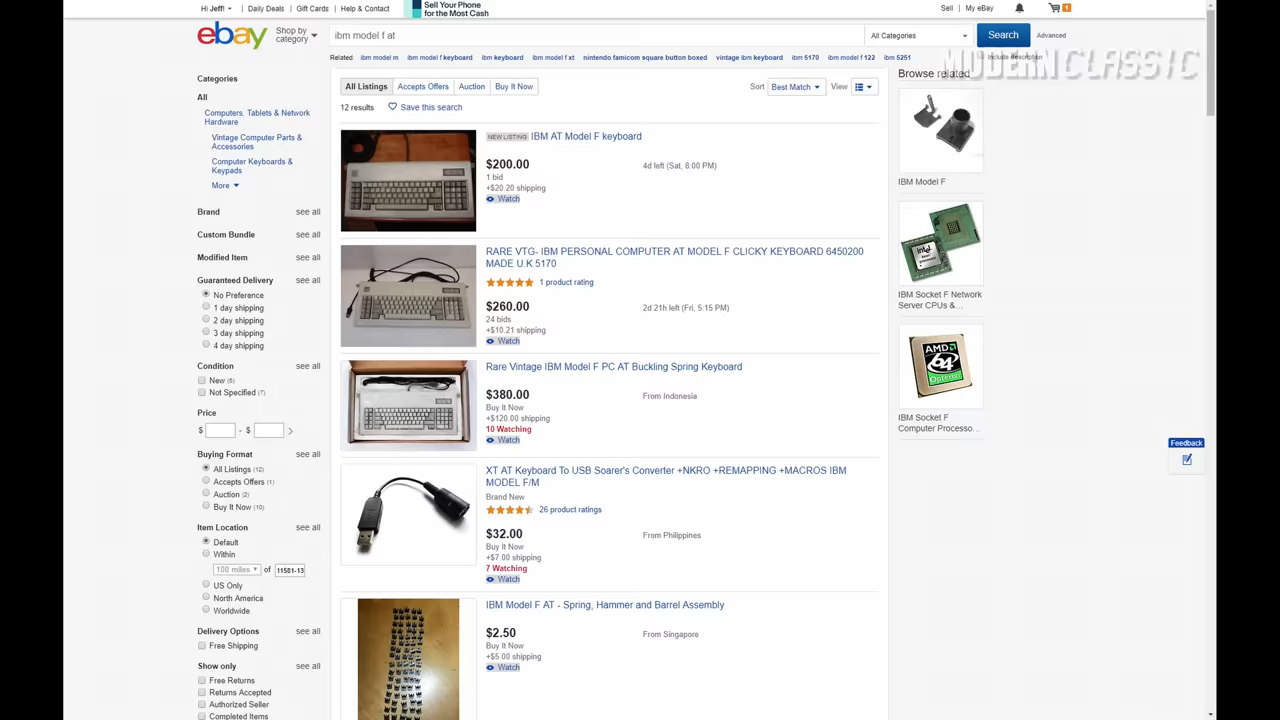 Hi Jeff!
Daily Deals
Gift Cards
Help & Contact
Sell Your Phone
for the Most Cash
Sell
My eBay
1
ebay
Shop by
category
ibm model f at
All Categories
Search
Advanced
Include description
MODERN CLASSIC
Related
ibm model m
ibm model f keyboard
ibm keyboard
ibm model f xt
nintendo famicom square button boxed
vintage ibm keyboard
ibm 5170
ibm model f 122
ibm 5251
Categories
All
Computers, Tablets & Network
Hardware
Vintage Computer Parts &
Accessories
Computer Keyboards &
Keypads
More
Brand see all
Custom Bundle see all
Modified Item see all
Guaranteed Delivery see all
No Preference
1 day shipping
2 day shipping
3 day shipping
4 day shipping
Condition see all
New (5)
Not Specified (7)
Price
$ - $
Buying Format see all
All Listings (12)
Accepts Offers (1)
Auction (2)
Buy It Now (10)
Item Location see all
Default
Within
100 miles of 11581-13
US Only
North America
Worldwide
Delivery Options see all
Free Shipping
Show only see all
Free Returns
Returns Accepted
Authorized Seller
Completed Items
All Listings
Accepts Offers
Auction
Buy It Now
Sort Best Match
View
12 results
Save this search
NEW LISTING IBM AT Model F keyboard
$200.00 4d left (Sat, 8:00 PM)
1 bid
+$20.20 shipping
Watch
RARE VTG- IBM PERSONAL COMPUTER AT MODEL F CLICKY KEYBOARD 6450200
MADE U.K 5170
1 product rating
$260.00 2d 21h left (Fri, 5:15 PM)
24 bids
+$10.21 shipping
Watch
Rare Vintage IBM Model F PC AT Buckling Spring Keyboard
$380.00 From Indonesia
Buy It Now
+$120.00 shipping
10 Watching
Watch
XT AT Keyboard To USB Soarer's Converter +NKRO +REMAPPING +MACROS IBM
MODEL F/M
Brand New
26 product ratings
$32.00 From Philippines
Buy It Now
+$7.00 shipping
7 Watching
Watch
IBM Model F AT - Spring, Hammer and Barrel Assembly
$2.50 From Singapore
Buy It Now
+$5.00 shipping
Watch
Browse related
IBM Model F
intel
IBM Socket F Network
Server CPUs &...
AMD
64
Opteron
IBM Socket F
Computer Processo...
Feedback